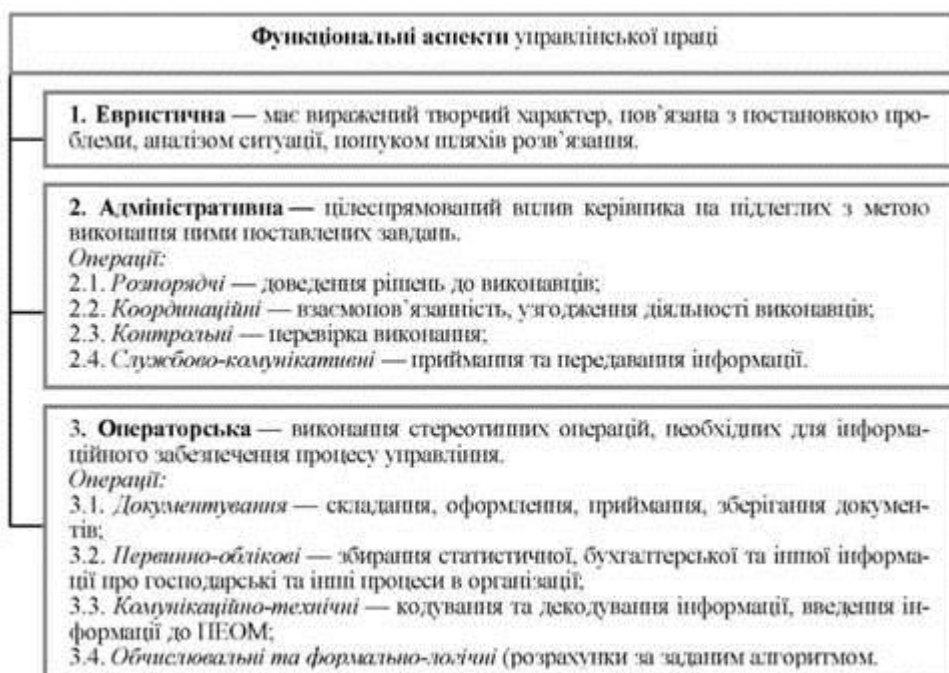 Функціональні аспекти управлінської праці
1. Евристична — має виражений творчий характер, пов’язана з постановкою про-
блеми, аналізом ситуації, пошуком шляхів розв’язання.
2. Адміністративна — цілеспрямований вплив керівника на підлеглих з метою
виконання ними поставлених завдань.
Операції:
2.1. Розпорядчі — доведення рішень до виконавців;
2.2. Координаційні — взаємопов’язанність, узгодження діяльності виконавців;
2.3. Контрольні — перевірка виконання;
2.4. Службово-комунікативні — приймання та передавання інформації.
3. Операторська — виконання стереотипних операцій, необхідних для інформа-
ційного забезпечення процесу управління.
Операції:
3.1. Документування — складання, оформлення, приймання, зберігання докумен-
тів;
3.2. Первинно-облікові — збирання статистичної, бухгалтерської та іншої інформа-
ції про господарські та інші процеси в організації;
3.3. Комунікаційно-технічні — кодування та декодування інформації, введення ін-
формації до ПЕОМ;
3.4. Обчислювальні та формально-логічні (розрахунки за заданим алгоритмом.